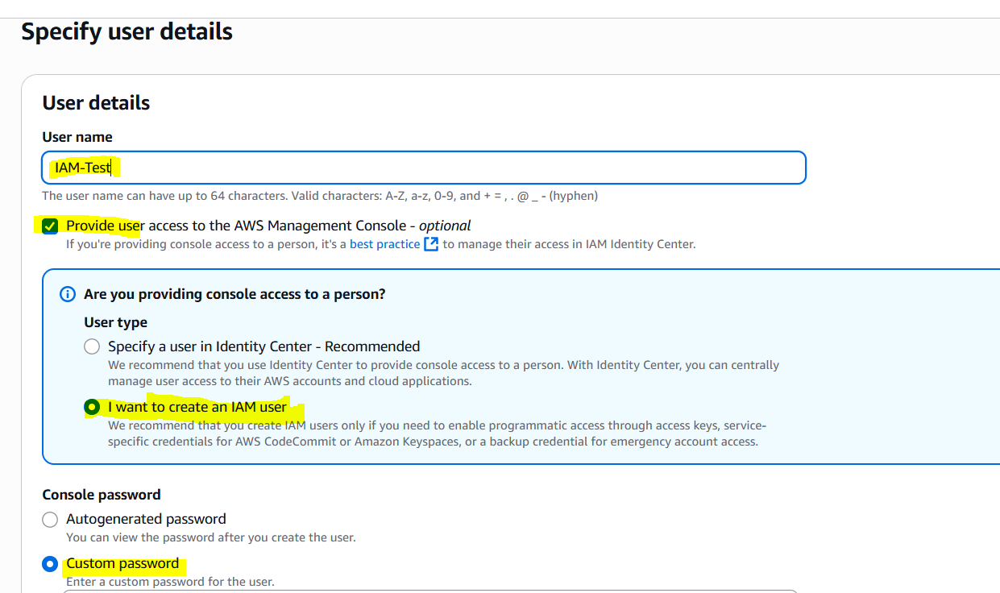 Specify user details
User details
User name
IAM-Test
The user name can have up to 64 characters. Valid characters: A-Z, a-z, 0-9, and + = , . @ _ - (hyphen)
Provide user access to the AWS Management Console - optional
If you're providing console access to a person, it's a best practice to manage their access in IAM Identity Center.
Are you providing console access to a person?
User type
Specify a user in Identity Center - Recommended
We recommend that you use Identity Center to provide console access to a person. With Identity Center, you can centrally
manage user access to their AWS accounts and cloud applications.
I want to create an IAM user
We recommend that you create IAM users only if you need to enable programmatic access through access keys, service-
specific credentials for AWS CodeCommit or Amazon Keyspaces, or a backup credential for emergency account access.
Console password
Autogenerated password
You can view the password after you create the user.
Custom password
Enter a custom password for the user.